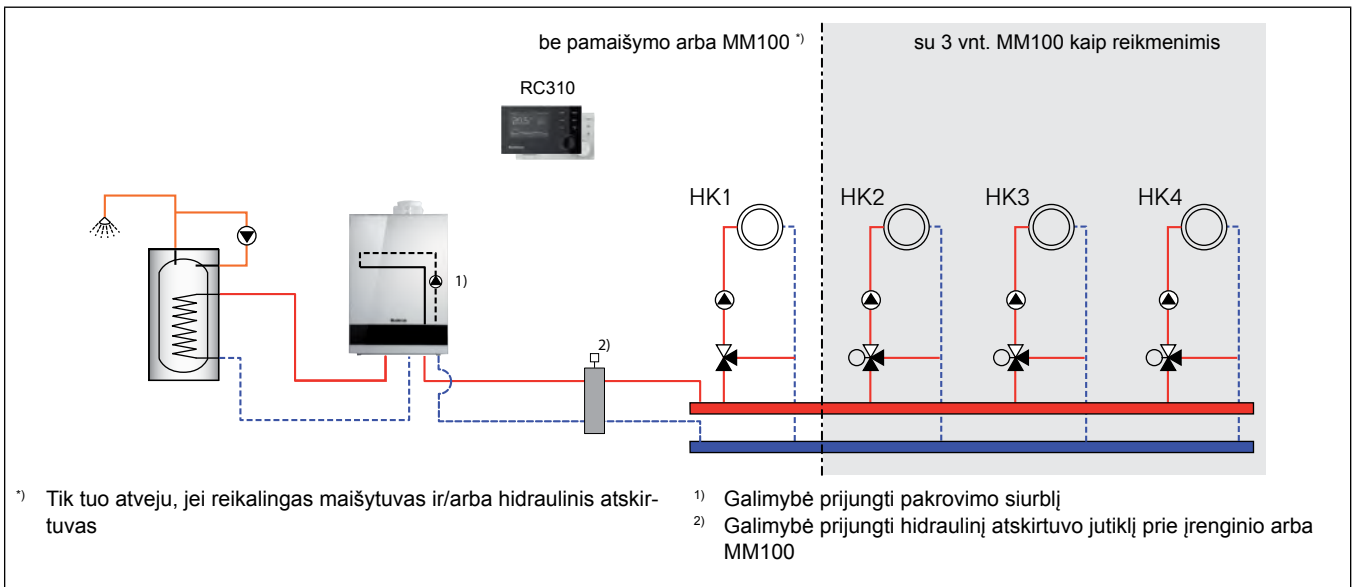 be pamaišymo arba MM100 *)
su 3 vnt. MM100 kaip reikmenimis
RC310
HK1
HK2
HK3
HK4
1)
2)
*) Tik tuo atveju, jei reikalingas maišytuvas ir/arba hidraulinis atskir-
tuvas
1) Galimybė prijungti pakrovimo siurblį
2) Galimybė prijungti hidraulinį atskirtuvo jutiklį prie įrenginio arba
MM100